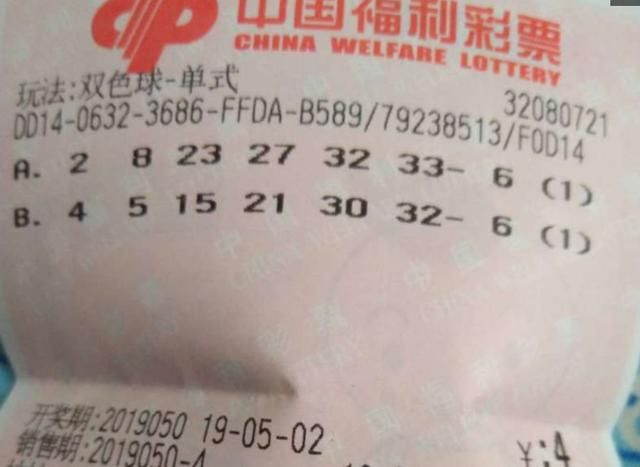 中国福利彩票
CHINA WELFARE LOTTERY
玩法:双色球-单式 32080721
DD14-0632-3686-FFDA-B589/79238513/F0D14
A. 2 8 23 27 32 33- 6 (1)
B. 4 5 15 21 30 32- 6 (1)
开奖期:2019050 19-05-02 ¥:4
销售期:2019050-4